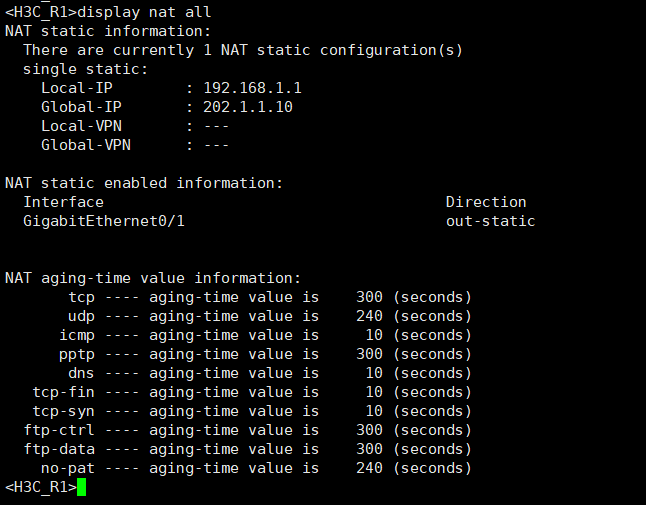 <H3C_R1>display nat all
NAT static information:
  There are currently 1 NAT static configuration(s)
  single static:
    Local-IP        : 192.168.1.1
    Global-IP       : 202.1.1.10
    Local-VPN       : ---
    Global-VPN      : ---

NAT static enabled information:
  Interface                                      Direction
  GigabitEthernet0/1                             out-static


NAT aging-time value information:
       tcp ---- aging-time value is    300 (seconds)
       udp ---- aging-time value is    240 (seconds)
      icmp ---- aging-time value is     10 (seconds)
      pptp ---- aging-time value is    300 (seconds)
       dns ---- aging-time value is     10 (seconds)
   tcp-fin ---- aging-time value is     10 (seconds)
   tcp-syn ---- aging-time value is     10 (seconds)
  ftp-ctrl ---- aging-time value is    300 (seconds)
  ftp-data ---- aging-time value is    300 (seconds)
    no-pat ---- aging-time value is    240 (seconds)
<H3C_R1>